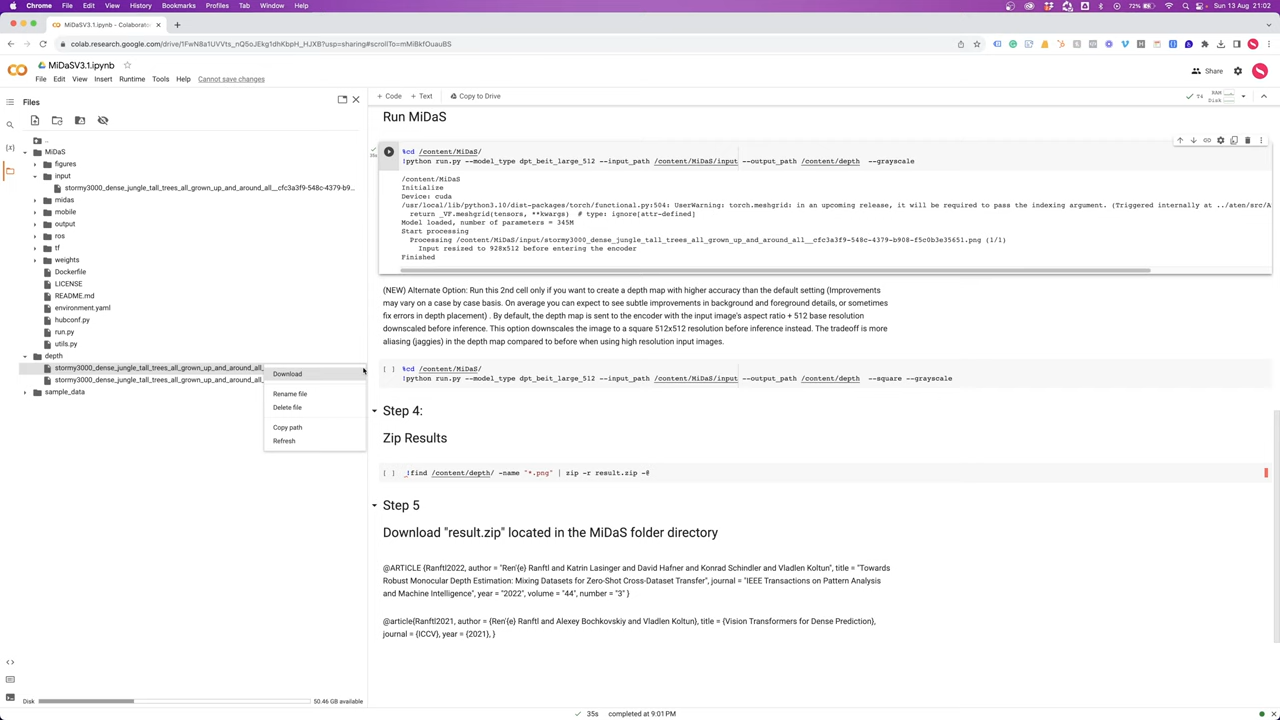 Chrome File Edit View History Bookmarks Profiles Tab Window Help
72% Sun 13 Aug 21:02
MiDaSV3.1.ipynb - Colaborato
colab.research.google.com/drive/1FwN8a1UVVts_nQ5oJEkg1dhKbpH_HJXB?usp=sharing#scrollTo=mMiBkfOuauBS
MiDaSV3.1.ipynb
Share
File Edit View Insert Runtime Tools Help Cannot save changes
Files
+ Code + Text Copy to Drive
T4 RAM Disk
..
MiDaS
figures
input
stormy3000_dense_jungle_tall_trees_all_grown_up_and_around_all__cfc3a3f9-548c-4379-b9...
midas
mobile
output
ros
tf
weights
Dockerfile
LICENSE
README.md
environment.yaml
hubconf.py
run.py
utils.py
depth
stormy3000_dense_jungle_tall_trees_all_grown_up_and_around_all_
stormy3000_dense_jungle_tall_trees_all_grown_up_and_around_all_
sample_data
Download
Rename file
Delete file
Copy path
Refresh
Disk 50.46 GB available
Run MiDaS
%cd /content/MiDaS/
!python run.py --model_type dpt_beit_large_512 --input_path /content/MiDaS/input --output_path /content/depth --grayscale
/content/MiDaS
Initialize
Device: cuda
/usr/local/lib/python3.10/dist-packages/torch/functional.py:504: UserWarning: torch.meshgrid: in an upcoming release, it will be required to pass the indexing argument. (Triggered internally at ../aten/src/A
return _VF.meshgrid(tensors, **kwargs) # type: ignore[attr-defined]
Model loaded, number of parameters = 345M
Start processing
Processing /content/MiDaS/input/stormy3000_dense_jungle_tall_trees_all_grown_up_and_around_all__cfc3a3f9-548c-4379-b908-f5c0b3e35651.png (1/1)
Input resized to 928x512 before entering the encoder
Finished
(NEW) Alternate Option: Run this 2nd cell only if you want to create a depth map with higher accuracy than the default setting (Improvements
may vary on a case by case basis. On average you can expect to see subtle improvements in background and foreground details, or sometimes
fix errors in depth placement) . By default, the depth map is sent to the encoder with the input image's aspect ratio + 512 base resolution
downscaled before inference. This option downscales the image to a square 512x512 resolution before inference instead. The tradeoff is more
aliasing (jaggies) in the depth map compared to before when using high resolution input images.
[ ] %cd /content/MiDaS/
!python run.py --model_type dpt_beit_large_512 --input_path /content/MiDaS/input --output_path /content/depth --square --grayscale
Step 4:
Zip Results
[ ] !find /content/depth/ -name "*.png" | zip -r result.zip -@
Step 5
Download "result.zip" located in the MiDaS folder directory
@ARTICLE {Ranftl2022, author = "Ren\'{e} Ranftl and Katrin Lasinger and David Hafner and Konrad Schindler and Vladlen Koltun", title = "Towards
Robust Monocular Depth Estimation: Mixing Datasets for Zero-Shot Cross-Dataset Transfer", journal = "IEEE Transactions on Pattern Analysis
and Machine Intelligence", year = "2022", volume = "44", number = "3" }
@article{Ranftl2021, author = {Ren\'{e} Ranftl and Alexey Bochkovskiy and Vladlen Koltun}, title = {Vision Transformers for Dense Prediction},
journal = {ICCV}, year = {2021}, }
35s completed at 9:01PM